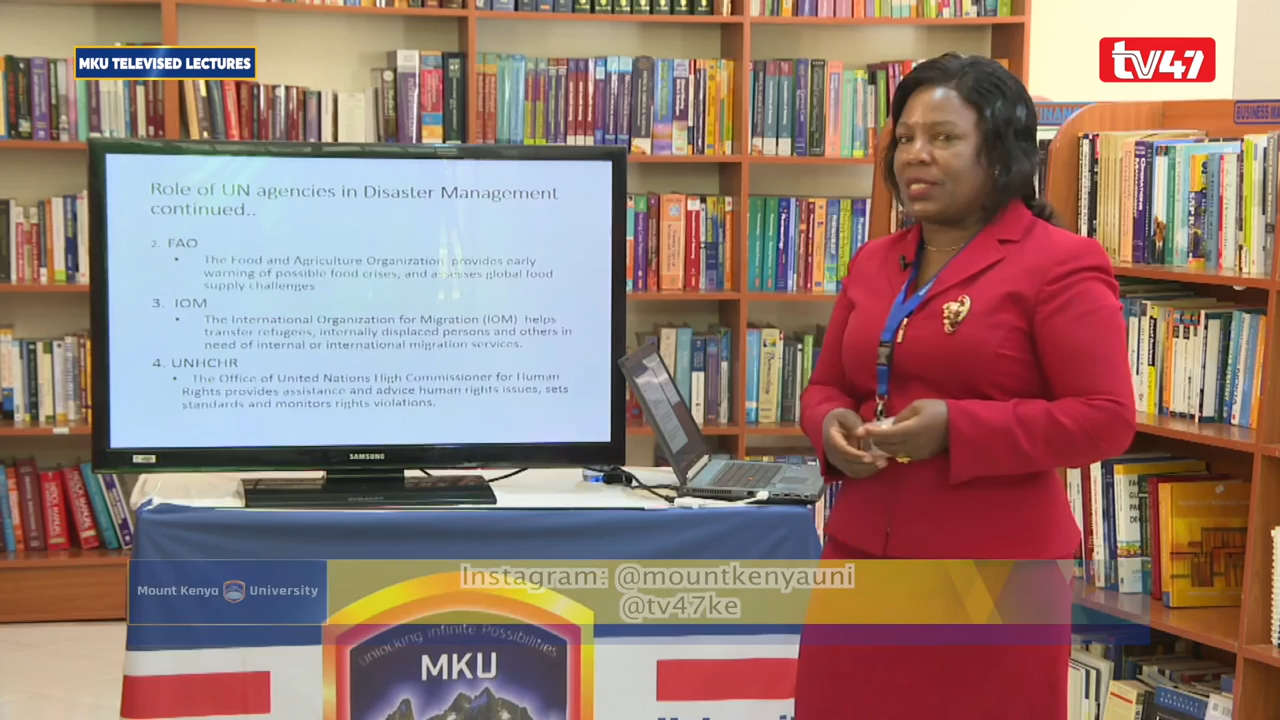 MKU TELEVISED LECTURES
tv47
BUSINESS MA
Role of UN agencies in Disaster Management
continued..
2. FAO
• The Food and Agriculture Organization provides early
warning of possible food crises, and assesses global food
supply challenges
3. IOM
• The International Organization for Migration (IOM) helps
transfer refugees, internally displaced persons and others in
need of internal or international migration services.
4. UNHCHR
• The Office of United Nations High Commissioner for Human
Rights provides assistance and advice human rights issues, sets
standards and monitors rights violations.
SAMSUNG
Mount Kenya University
Instagram: @mountkenyauni
@tv47ke
Unlocking Infinite Possibilities
MKU